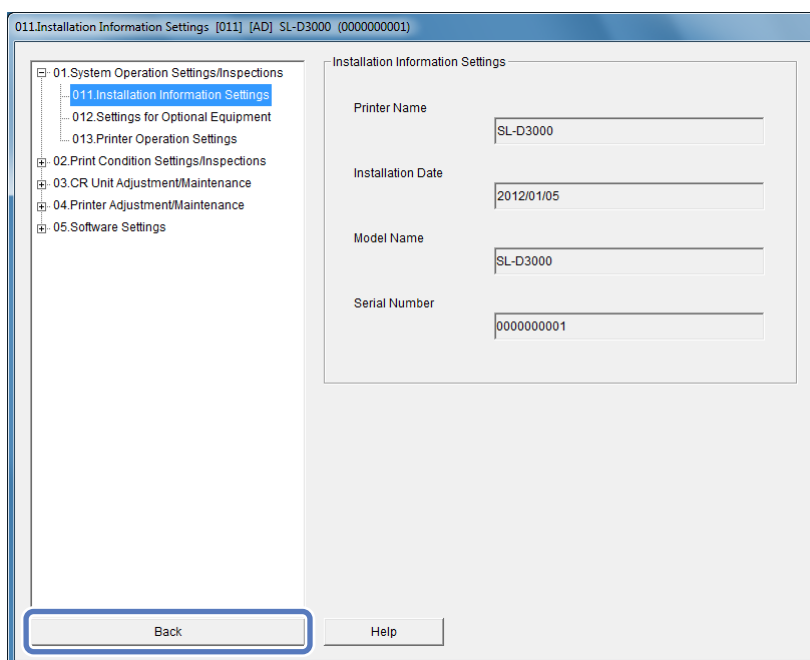 011.Installation Information Settings [011] [AD] SL-D3000 (0000000001)
01.System Operation Settings/Inspections
011.Installation Information Settings
012.Settings for Optional Equipment
013.Printer Operation Settings
02.Print Condition Settings/Inspections
03.CR Unit Adjustment/Maintenance
04.Printer Adjustment/Maintenance
05.Software Settings
Installation Information Settings
Printer Name
SL-D3000
Installation Date
2012/01/05
Model Name
SL-D3000
Serial Number
0000000001
Back
Help